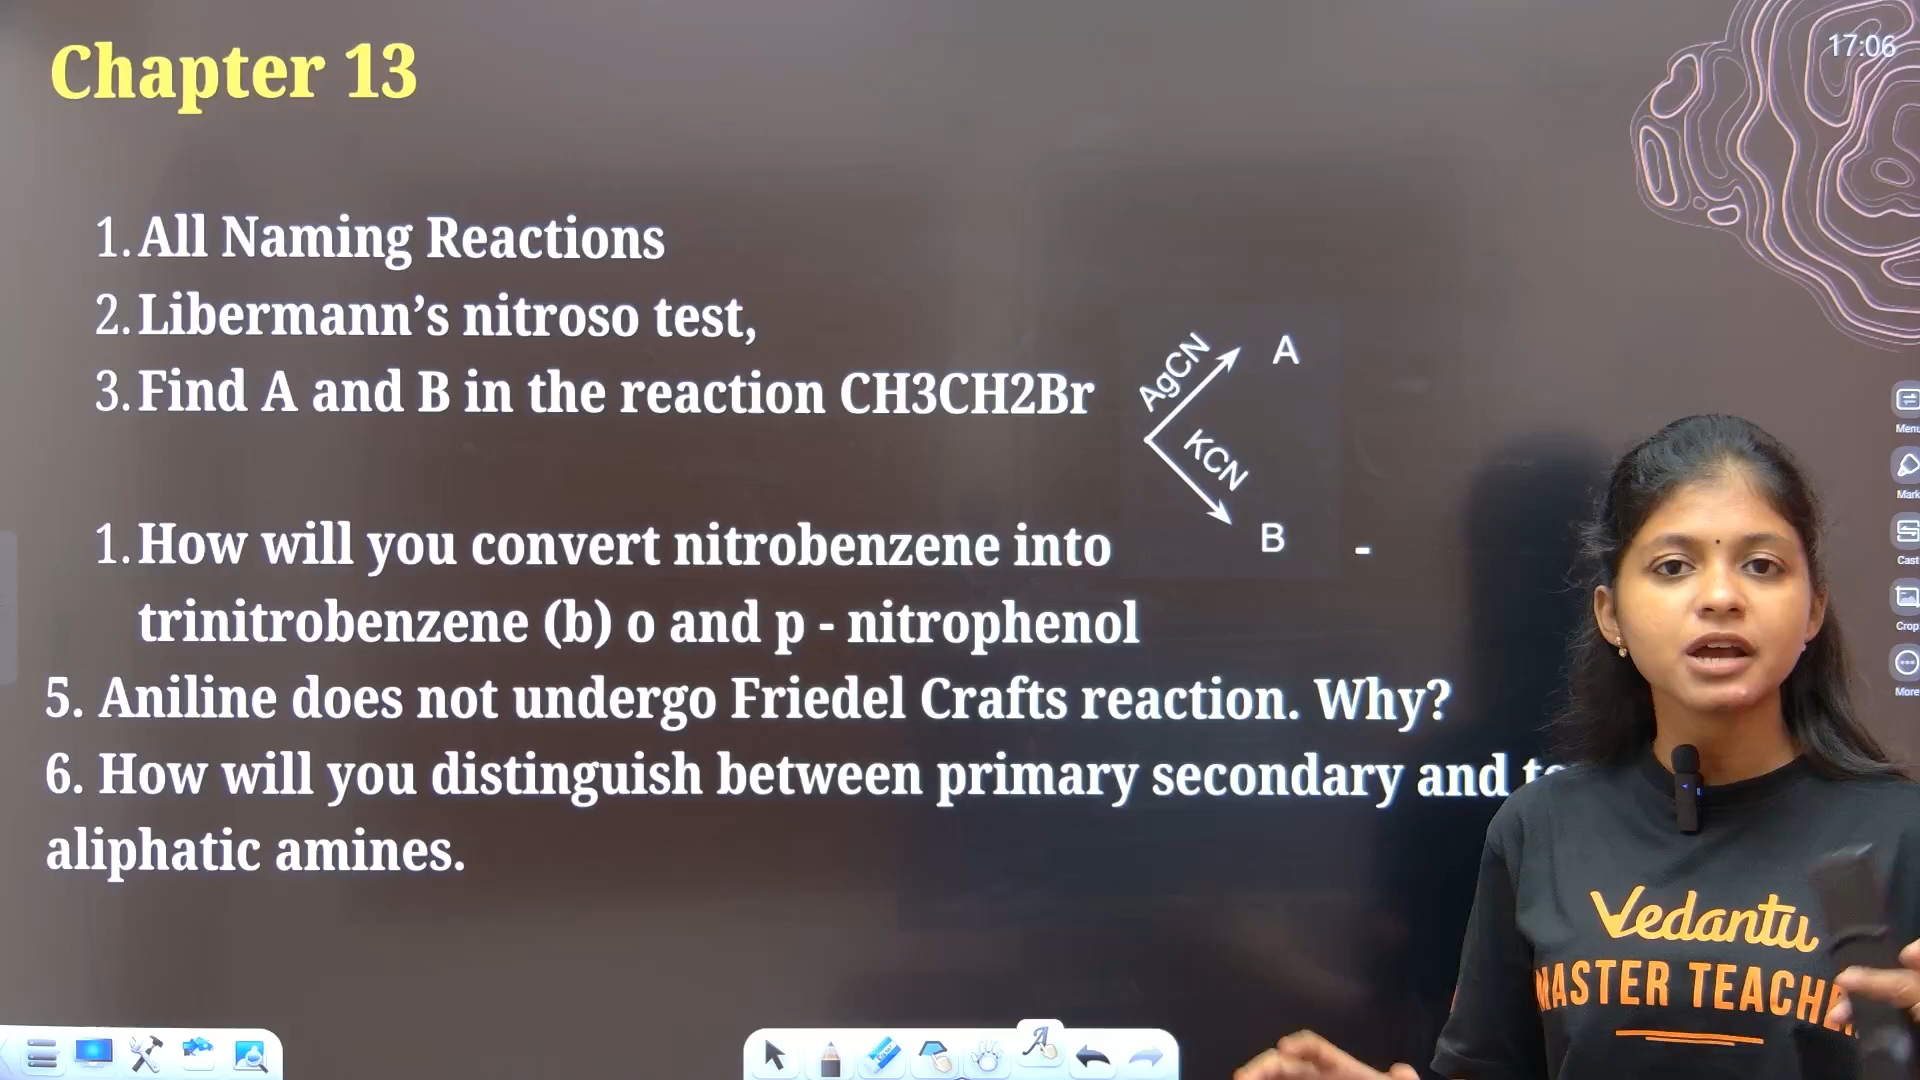 Chapter 13
17:06
1. All Naming Reactions
2. Libermann’s nitroso test,
3. Find A and B in the reaction CH3CH2Br
AgCN
A
KCN
B
-
1. How will you convert nitrobenzene into
trinitrobenzene (b) o and p - nitrophenol
5. Aniline does not undergo Friedel Crafts reaction. Why?
6. How will you distinguish between primary secondary and
aliphatic amines.
Menu
Mark
Cast
Crop
More
Vedantu
MASTER TEACHE